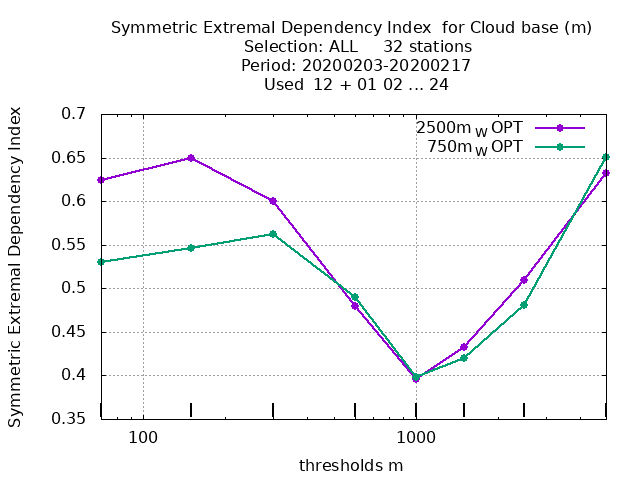 Symmetric Extremal Dependency Index  for Cloud base (m)
Selection: ALL     32 stations
Period: 20200203-20200217
Used  12 + 01 02 ... 24
2500m W OPT
750m W OPT
Symmetric Extremal Dependency Index
0.7
0.65
0.6
0.55
0.5
0.45
0.4
0.35
100
1000
thresholds m